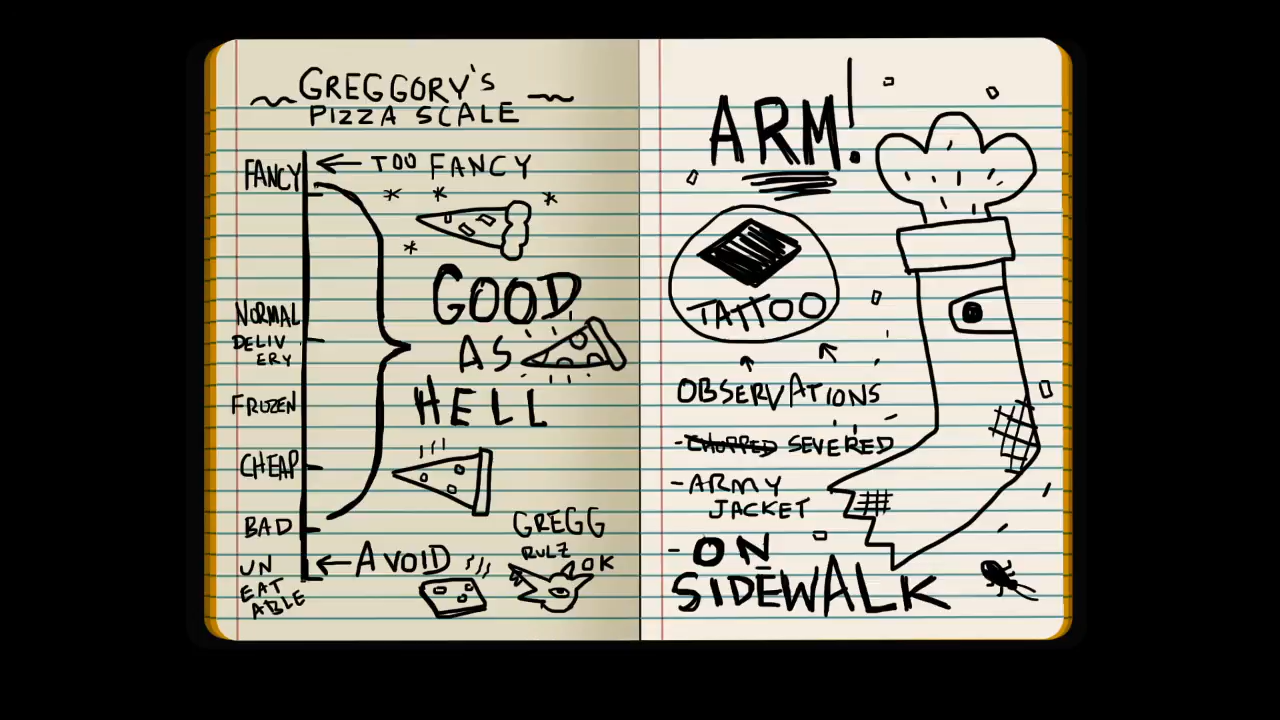 GREGGORY'S
PIZZA SCALE
FANCY
← TOO FANCY
GOOD
AS
HELL
NORMAL
DELIV
ERY
FROZEN
CHEAP
BAD
UN
EAT
ABLE
← AVOID
GREGG
RULZ
OK
ARM!
TATTOO
OBSERVATIONS
- CHOPPED SEVERED
- ARMY
JACKET
- ON
SIDEWALK